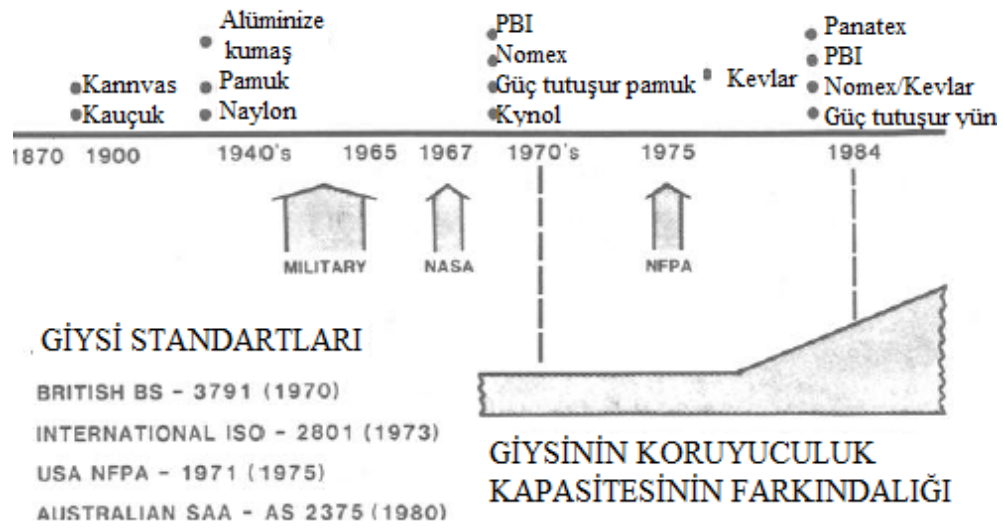 Alüminize
kumaş
Pamuk
Naylon
Kannvas
Kauçuk
PBI
Nomex
Güç tutuşur pamuk
Kynol
Kevlar
Panatex
PBI
Nomex/Kevlar
Güç tutuşur yün
1870 1900 1940's 1965 1967 1970's 1975 1984
MILITARY NASA NFPA
GİYSİ STANDARTLARI
BRITISH BS - 3791 (1970)
INTERNATIONAL ISO - 2801 (1973)
USA NFPA - 1971 (1975)
AUSTRALIAN SAA - AS 2375 (1980)
GİYSİNİN KORUYUCULUK
KAPASİTESİNİN FARKINDALIĞI